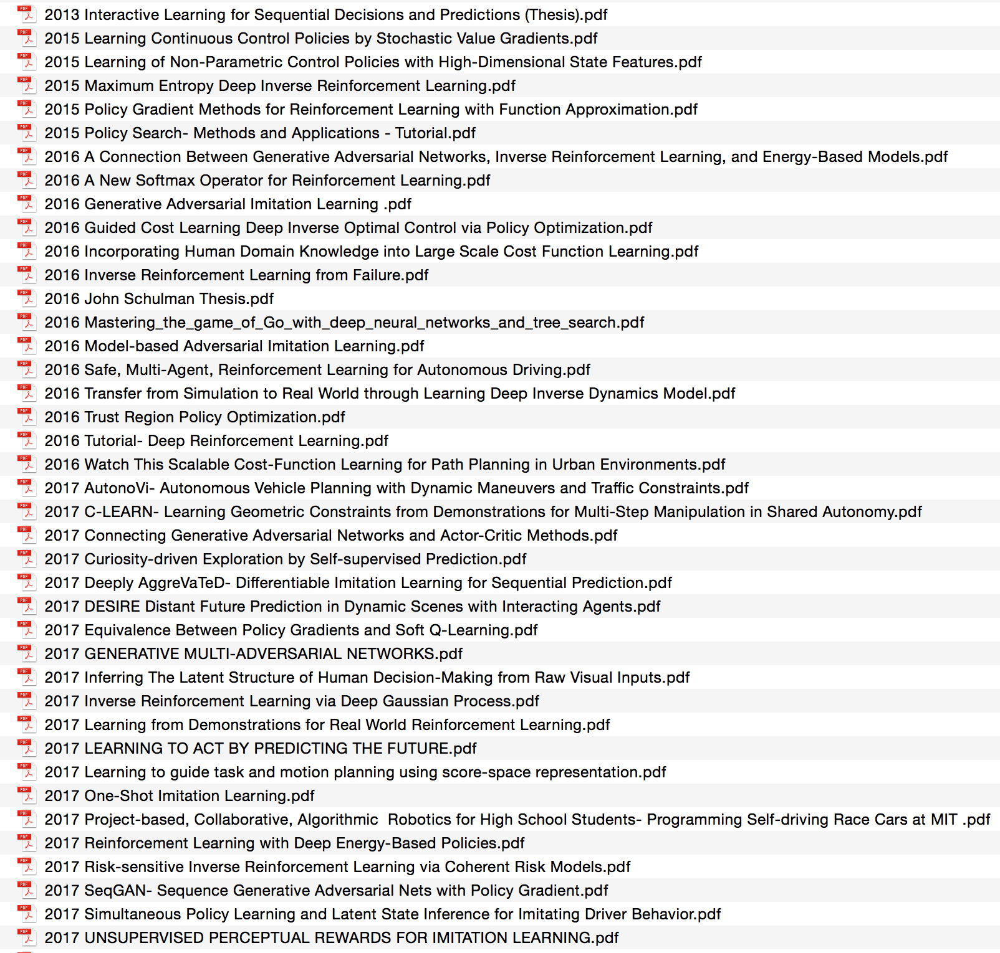 2013 Interactive Learning for Sequential Decisions and Predictions (Thesis).pdf
2015 Learning Continuous Control Policies by Stochastic Value Gradients.pdf
2015 Learning of Non-Parametric Control Policies with High-Dimensional State Features.pdf
2015 Maximum Entropy Deep Inverse Reinforcement Learning.pdf
2015 Policy Gradient Methods for Reinforcement Learning with Function Approximation.pdf
2015 Policy Search- Methods and Applications - Tutorial.pdf
2016 A Connection Between Generative Adversarial Networks, Inverse Reinforcement Learning, and Energy-Based Models.pdf
2016 A New Softmax Operator for Reinforcement Learning.pdf
2016 Generative Adversarial Imitation Learning .pdf
2016 Guided Cost Learning Deep Inverse Optimal Control via Policy Optimization.pdf
2016 Incorporating Human Domain Knowledge into Large Scale Cost Function Learning.pdf
2016 Inverse Reinforcement Learning from Failure.pdf
2016 John Schulman Thesis.pdf
2016 Mastering_the_game_of_Go_with_deep_neural_networks_and_tree_search.pdf
2016 Model-based Adversarial Imitation Learning.pdf
2016 Safe, Multi-Agent, Reinforcement Learning for Autonomous Driving.pdf
2016 Transfer from Simulation to Real World through Learning Deep Inverse Dynamics Model.pdf
2016 Trust Region Policy Optimization.pdf
2016 Tutorial- Deep Reinforcement Learning.pdf
2016 Watch This Scalable Cost-Function Learning for Path Planning in Urban Environments.pdf
2017 AutonoVi- Autonomous Vehicle Planning with Dynamic Maneuvers and Traffic Constraints.pdf
2017 C-LEARN- Learning Geometric Constraints from Demonstrations for Multi-Step Manipulation in Shared Autonomy.pdf
2017 Connecting Generative Adversarial Networks and Actor-Critic Methods.pdf
2017 Curiosity-driven Exploration by Self-supervised Prediction.pdf
2017 Deeply AggreVaTeD- Differentiable Imitation Learning for Sequential Prediction.pdf
2017 DESIRE Distant Future Prediction in Dynamic Scenes with Interacting Agents.pdf
2017 Equivalence Between Policy Gradients and Soft Q-Learning.pdf
2017 GENERATIVE MULTI-ADVERSARIAL NETWORKS.pdf
2017 Inferring The Latent Structure of Human Decision-Making from Raw Visual Inputs.pdf
2017 Inverse Reinforcement Learning via Deep Gaussian Process.pdf
2017 Learning from Demonstrations for Real World Reinforcement Learning.pdf
2017 LEARNING TO ACT BY PREDICTING THE FUTURE.pdf
2017 Learning to guide task and motion planning using score-space representation.pdf
2017 One-Shot Imitation Learning.pdf
2017 Project-based, Collaborative, Algorithmic  Robotics for High School Students- Programming Self-driving Race Cars at MIT .pdf
2017 Reinforcement Learning with Deep Energy-Based Policies.pdf
2017 Risk-sensitive Inverse Reinforcement Learning via Coherent Risk Models.pdf
2017 SeqGAN- Sequence Generative Adversarial Nets with Policy Gradient.pdf
2017 Simultaneous Policy Learning and Latent State Inference for Imitating Driver Behavior.pdf
2017 UNSUPERVISED PERCEPTUAL REWARDS FOR IMITATION LEARNING.pdf